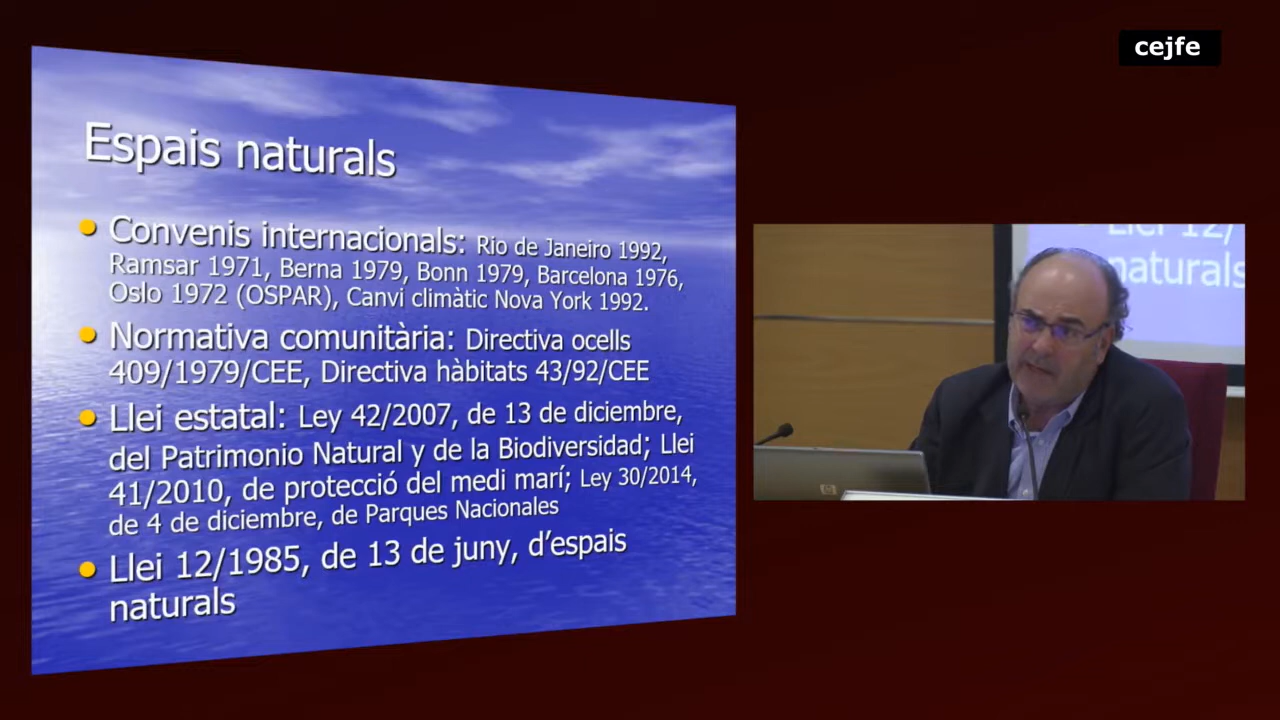 cejfe
Espais naturals
Convenis internacionals: Rio de Janeiro 1992,
Ramsar 1971, Berna 1979, Bonn 1979, Barcelona 1976,
Oslo 1972 (OSPAR), Canvi climàtic Nova York 1992.
Normativa comunitària: Directiva ocells
409/1979/CEE, Directiva hàbitats 43/92/CEE
Llei estatal: Ley 42/2007, de 13 de diciembre,
del Patrimonio Natural y de la Biodiversidad; Llei
41/2010, de protecció del medi marí; Ley 30/2014,
de 4 de diciembre, de Parques Nacionales
Llei 12/1985, de 13 de juny, d'espais
naturals
Llei 12/
naturals